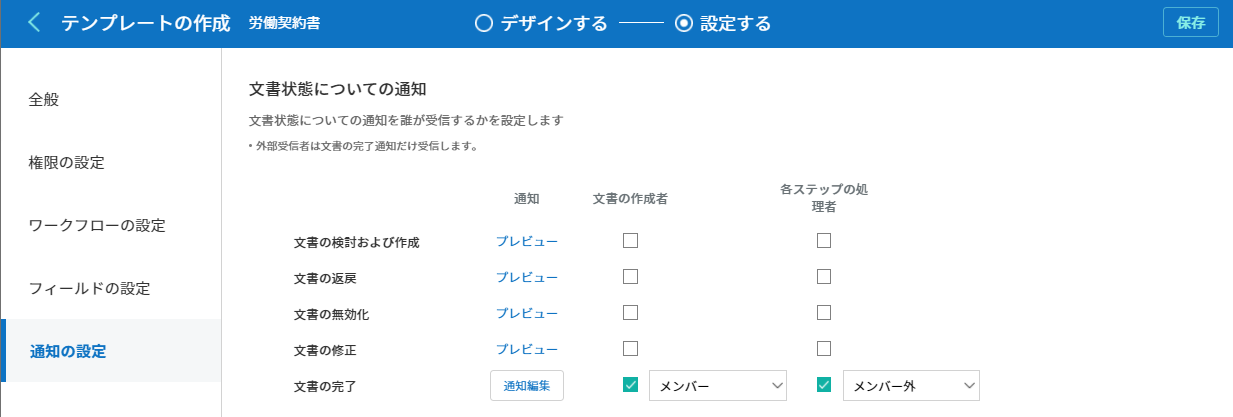 テンプレートの作成 労働契約書 デザインする 設定する 保存
全般
権限の設定
ワークフローの設定
フィールドの設定
通知の設定
文書状態についての通知
文書状態についての通知を誰が受信するかを設定します
• 外部受信者は文書の完了通知だけ受信します。
通知 文書の作成者 各ステップの処
理者
文書の検討および作成 プレビュー
文書の返戻 プレビュー
文書の無効化 プレビュー
文書の修正 プレビュー
文書の完了 通知編集 メンバー メンバー外